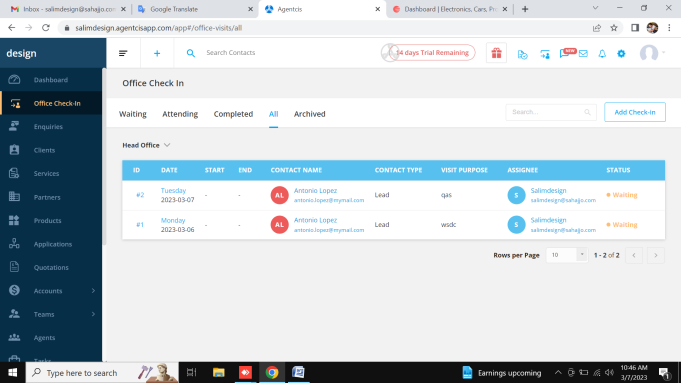 Inbox - salimdesign@sahajjo.com
Google Translate
Agentcis
Dashboard | Electronics, Cars, Pro
salimdesign.agentcisapp.com/app#/office-visits/all
design
Search Contacts
14 days Trial Remaining
NEW
Dashboard
Office Check-In
Enquiries
Clients
Services
Partners
Products
Applications
Quotations
Accounts
Teams
Agents
Tasks
Office Check In
Waiting Attending Completed All Archived
Search...
Add Check-in
Head Office
ID DATE START END CONTACT NAME CONTACT TYPE VISIT PURPOSE ASSIGNEE STATUS
#2 Tuesday 2023-03-07 - - AL Antonio Lopez antonio.lopez@mymail.com Lead qas S Salimdesign salimdesign@sahajjo.com Waiting
#1 Monday 2023-03-06 - - AL Antonio Lopez antonio.lopez@mymail.com Lead wsdc S Salimdesign salimdesign@sahajjo.com Waiting
Rows per Page 10 1 - 2 of 2
Type here to search
Earnings upcoming
10:46 AM
3/7/2023